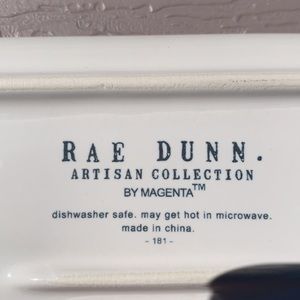 RAE DUNN.
ARTISAN COLLECTION
BY MAGENTA™
dishwasher safe. may get hot in microwave.
made in china.
- 181 -